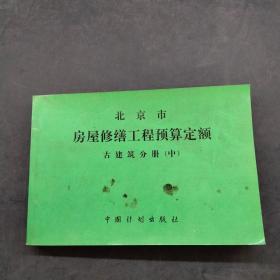 北京市
房屋修缮工程预算定额
古建筑分册（中）
中国计划出版社